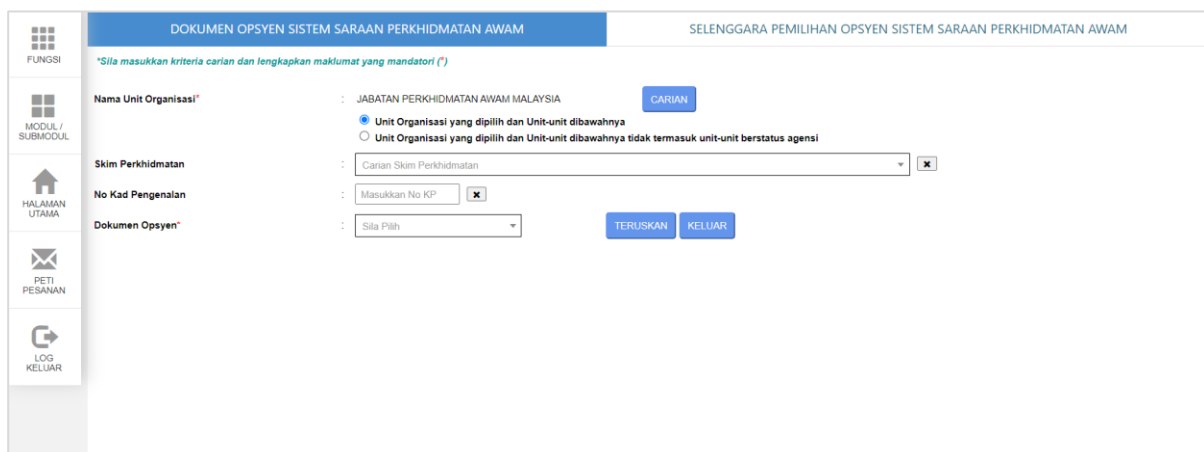 DOKUMEN OPSYEN SISTEM SARAAN PERKHIDMATAN AWAM
SELENGGARA PEMILIHAN OPSYEN SISTEM SARAAN PERKHIDMATAN AWAM
FUNGSI
MODUL /
SUBMODUL
HALAMAN
UTAMA
PETI
PESANAN
LOG
KELUAR
*Sila masukkan kriteria carian dan lengkapkan maklumat yang mandatori (*)
Nama Unit Organisasi* : JABATAN PERKHIDMATAN AWAM MALAYSIA CARIAN
Unit Organisasi yang dipilih dan Unit-unit dibawahnya
Unit Organisasi yang dipilih dan Unit-unit dibawahnya tidak termasuk unit-unit berstatus agensi
Skim Perkhidmatan : Carian Skim Perkhidmatan
No Kad Pengenalan : Masukkan No KP
Dokumen Opsyen* : Sila Pilih TERUSKAN KELUAR